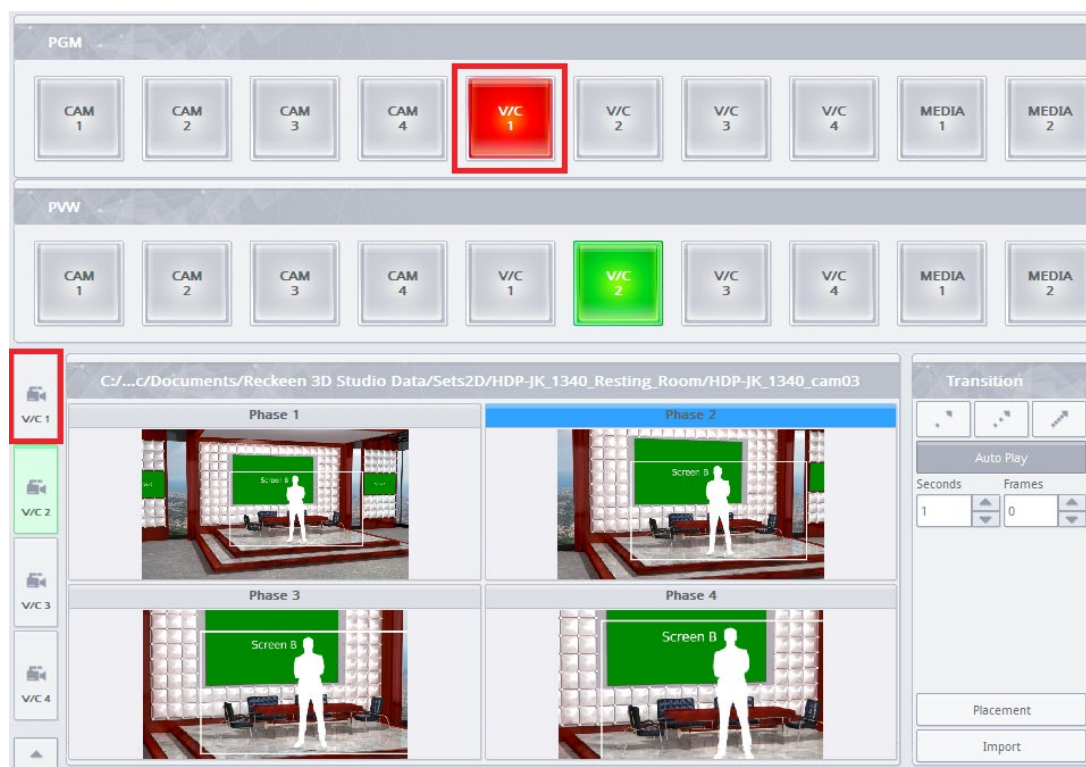 PGM
CAM 1
CAM 2
CAM 3
CAM 4
V/C 1
V/C 2
V/C 3
V/C 4
MEDIA 1
MEDIA 2
PVW
CAM 1
CAM 2
CAM 3
CAM 4
V/C 1
V/C 2
V/C 3
V/C 4
MEDIA 1
MEDIA 2
V/C 1
V/C 2
V/C 3
V/C 4
C:/...c/Documents/Reckeen 3D Studio Data/Sets2D/HDP-JK_1340_Resting_Room/HDP-JK_1340_cam03
Phase 1
Screen B
Phase 2
Screen B
Phase 3
Screen B
Phase 4
Screen B
Transition
Auto Play
Seconds Frames
1 0
Placement
Import